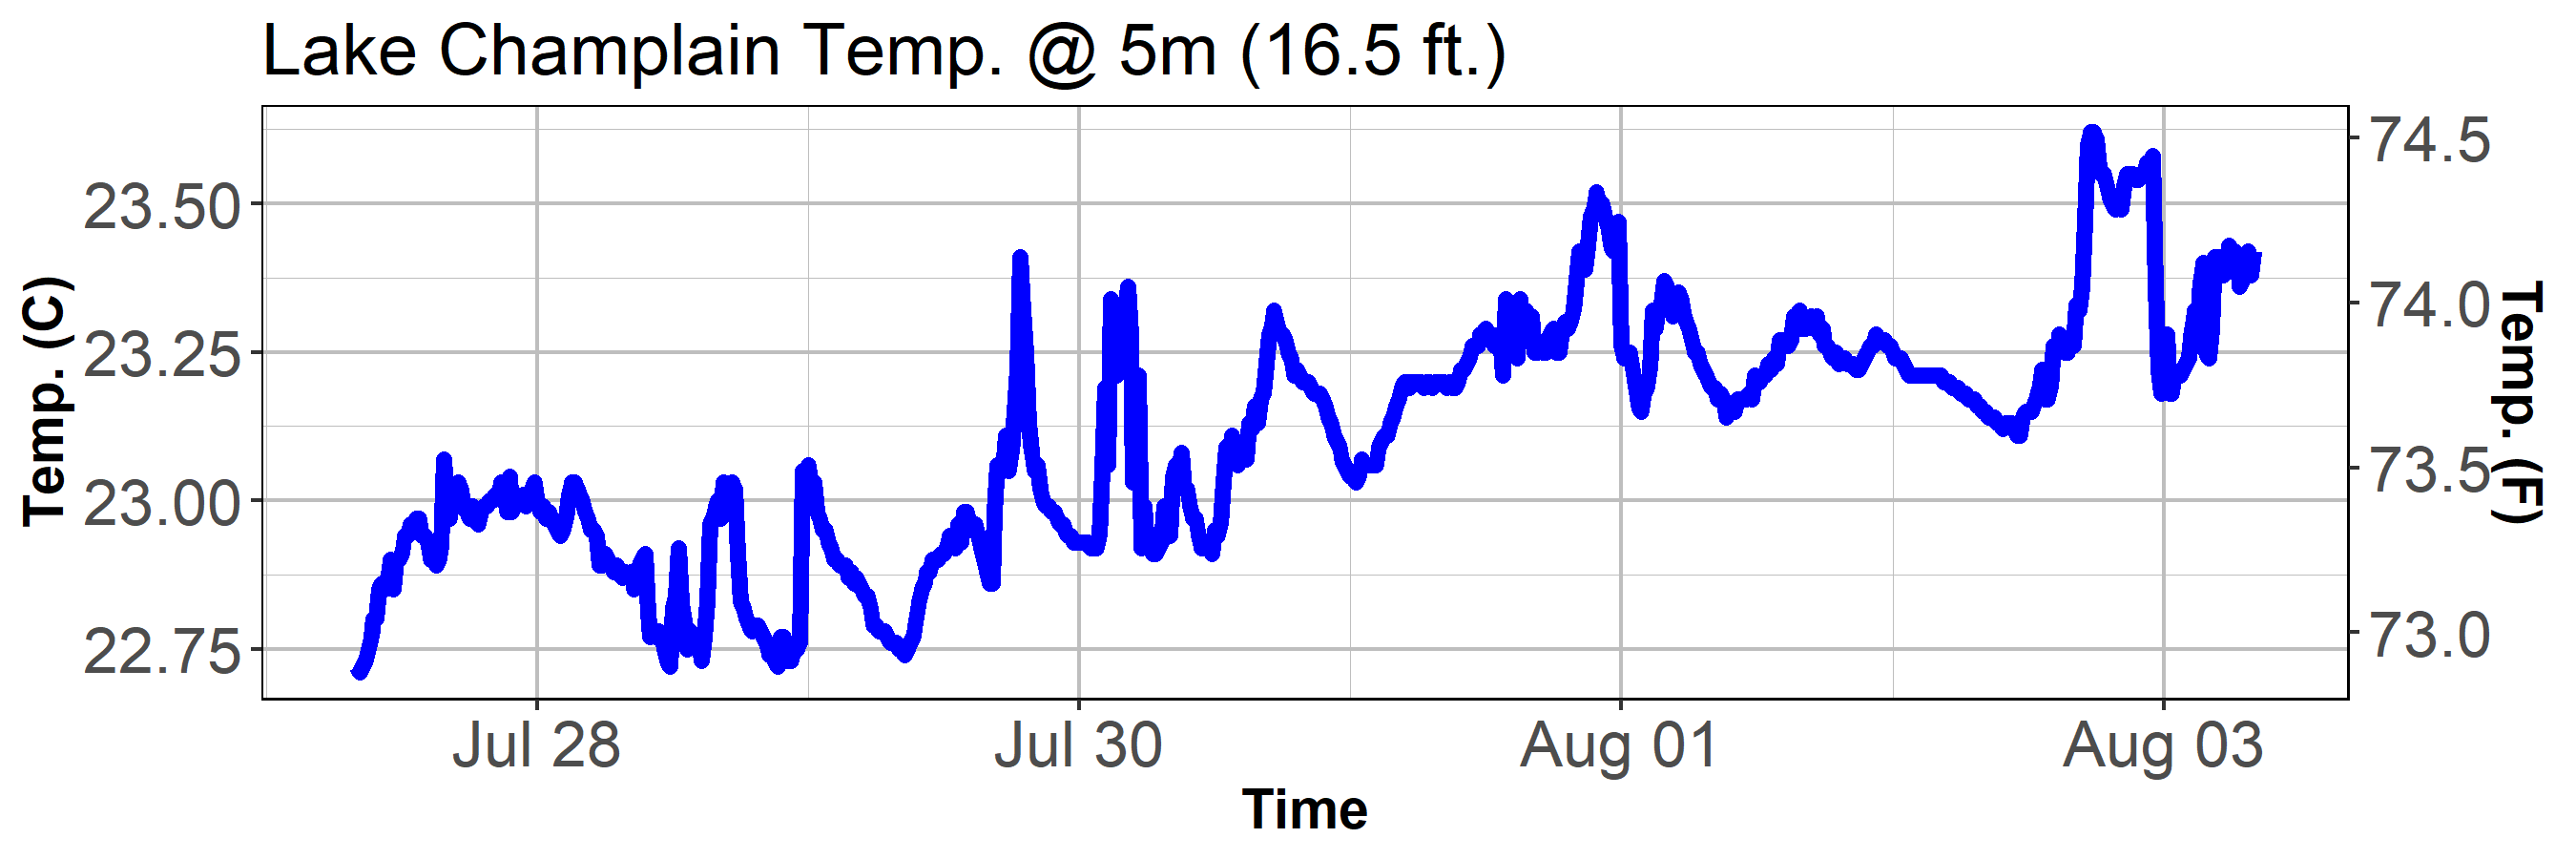 Lake Champlain Temp. @ 5m (16.5 ft.)
Temp. (C)
23.50
23.25
23.00
22.75
74.5
74.0
73.5
73.0
Temp. (F)
Jul 28
Jul 30
Aug 01
Aug 03
Time